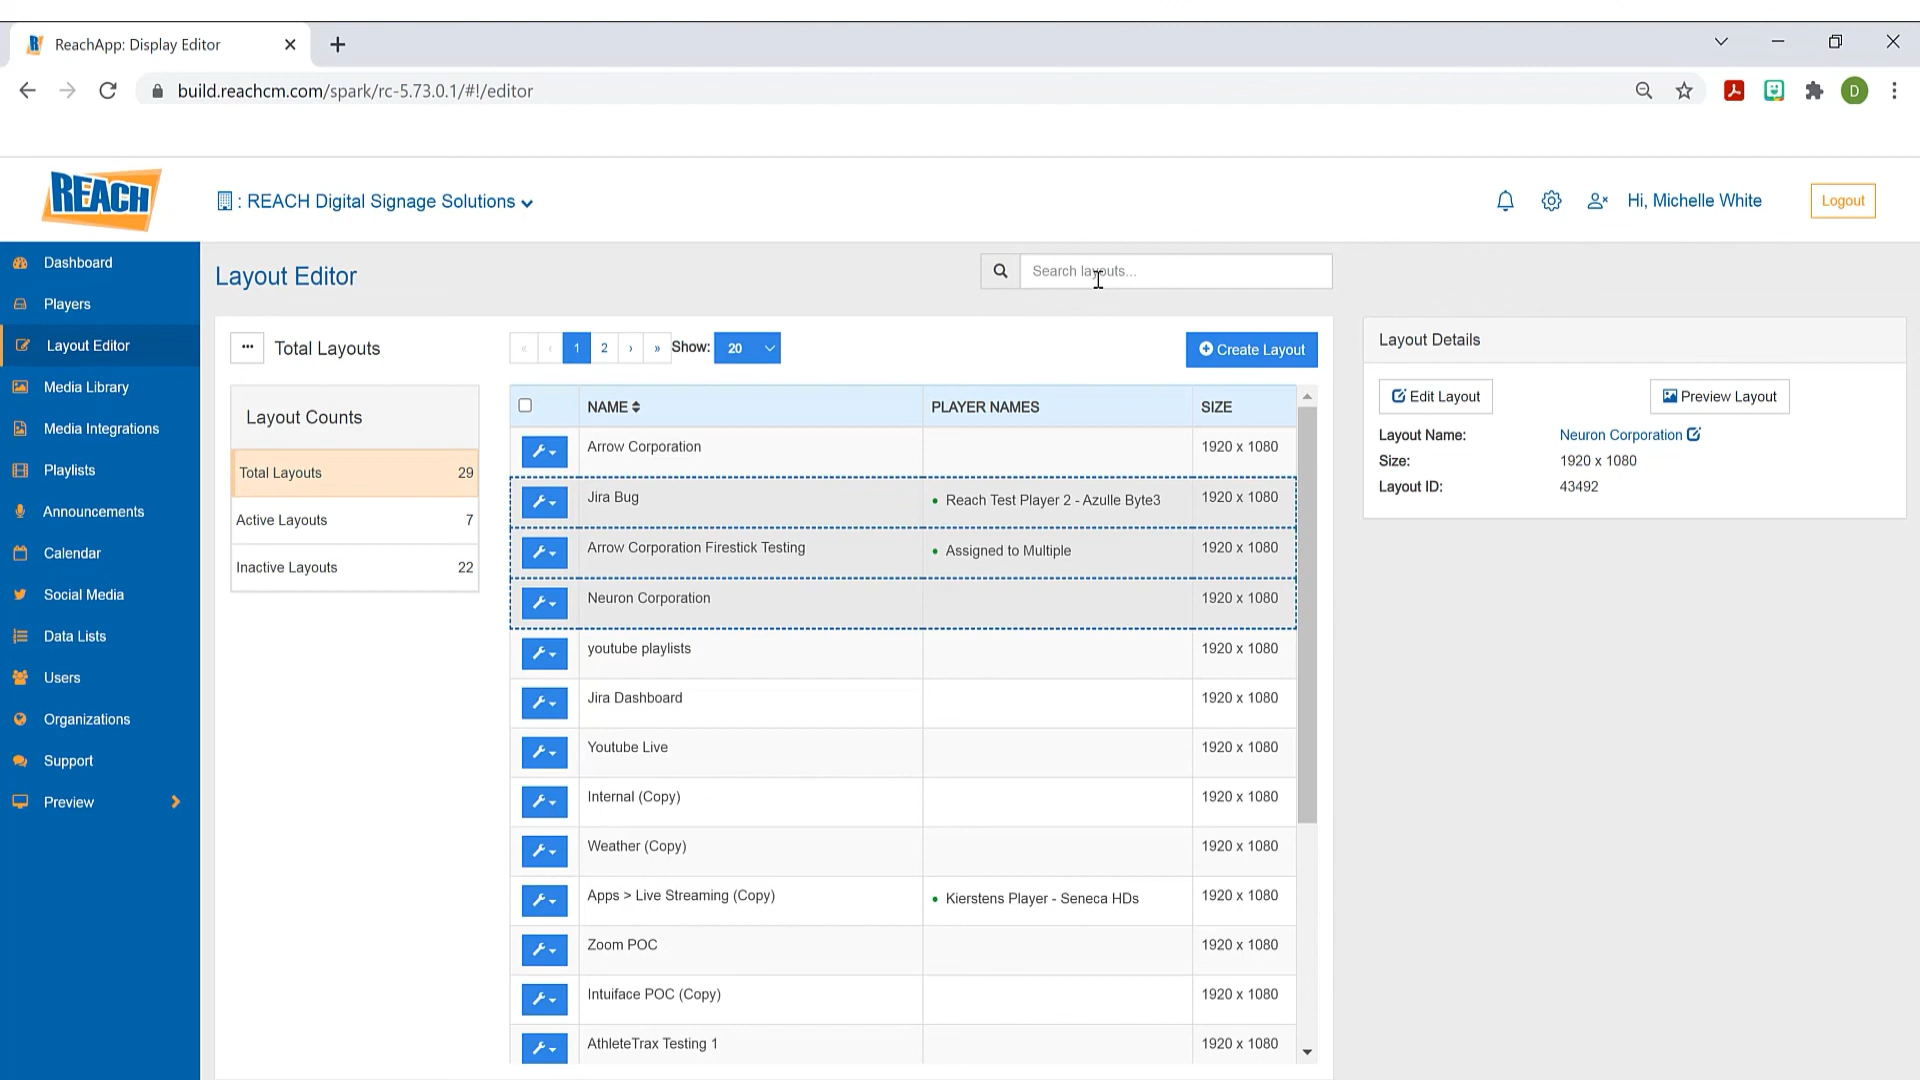 ReachApp: Display Editor
build.reachcm.com/spark/rc-5.73.0.1/#!/editor
D
REACH
: REACH Digital Signage Solutions
Hi, Michelle White
Logout
Dashboard
Players
Layout Editor
Media Library
Media Integrations
Playlists
Announcements
Calendar
Social Media
Data Lists
Users
Organizations
Support
Preview
Layout Editor
Search layouts...
... Total Layouts
« ‹ 1 2 › » Show: 20
Create Layout
Layout Counts
Total Layouts 29
Active Layouts 7
Inactive Layouts 22
NAME PLAYER NAMES SIZE
Arrow Corporation 1920 x 1080
Jira Bug • Reach Test Player 2 - Azulle Byte3 1920 x 1080
Arrow Corporation Firestick Testing • Assigned to Multiple 1920 x 1080
Neuron Corporation 1920 x 1080
youtube playlists 1920 x 1080
Jira Dashboard 1920 x 1080
Youtube Live 1920 x 1080
Internal (Copy) 1920 x 1080
Weather (Copy) 1920 x 1080
Apps > Live Streaming (Copy) • Kierstens Player - Seneca HDs 1920 x 1080
Zoom POC 1920 x 1080
Intuiface POC (Copy) 1920 x 1080
AthleteTrax Testing 1 1920 x 1080
Layout Details
Edit Layout Preview Layout
Layout Name: Neuron Corporation
Size: 1920 x 1080
Layout ID: 43492